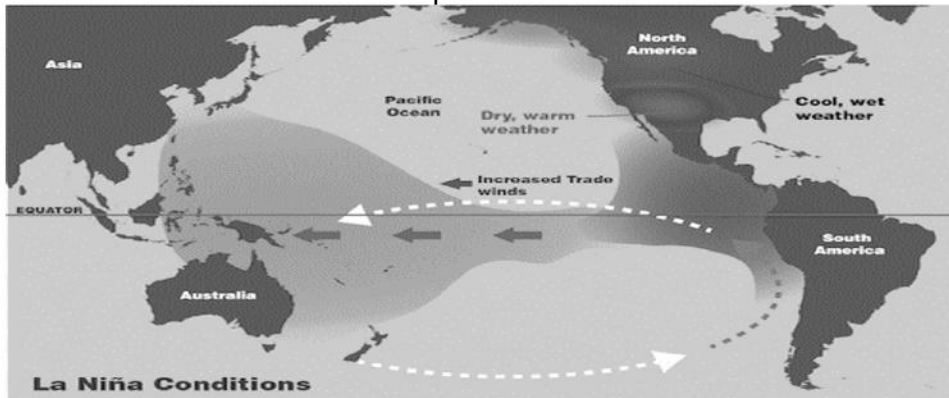 Asia
North
America
Pacific
Ocean
Cool, wet
weather
Dry, warm
weather
Increased Trade
winds
EQUATOR
South
America
Australia
La Niña Conditions